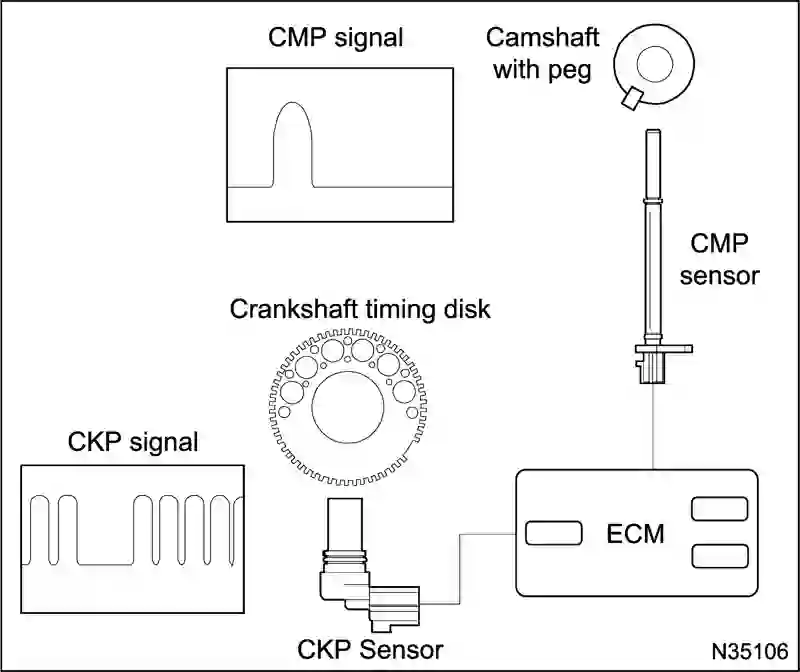 CMP signal
Camshaft
with peg
CMP
sensor
Crankshaft timing disk
CKP signal
ECM
CKP Sensor
N35106